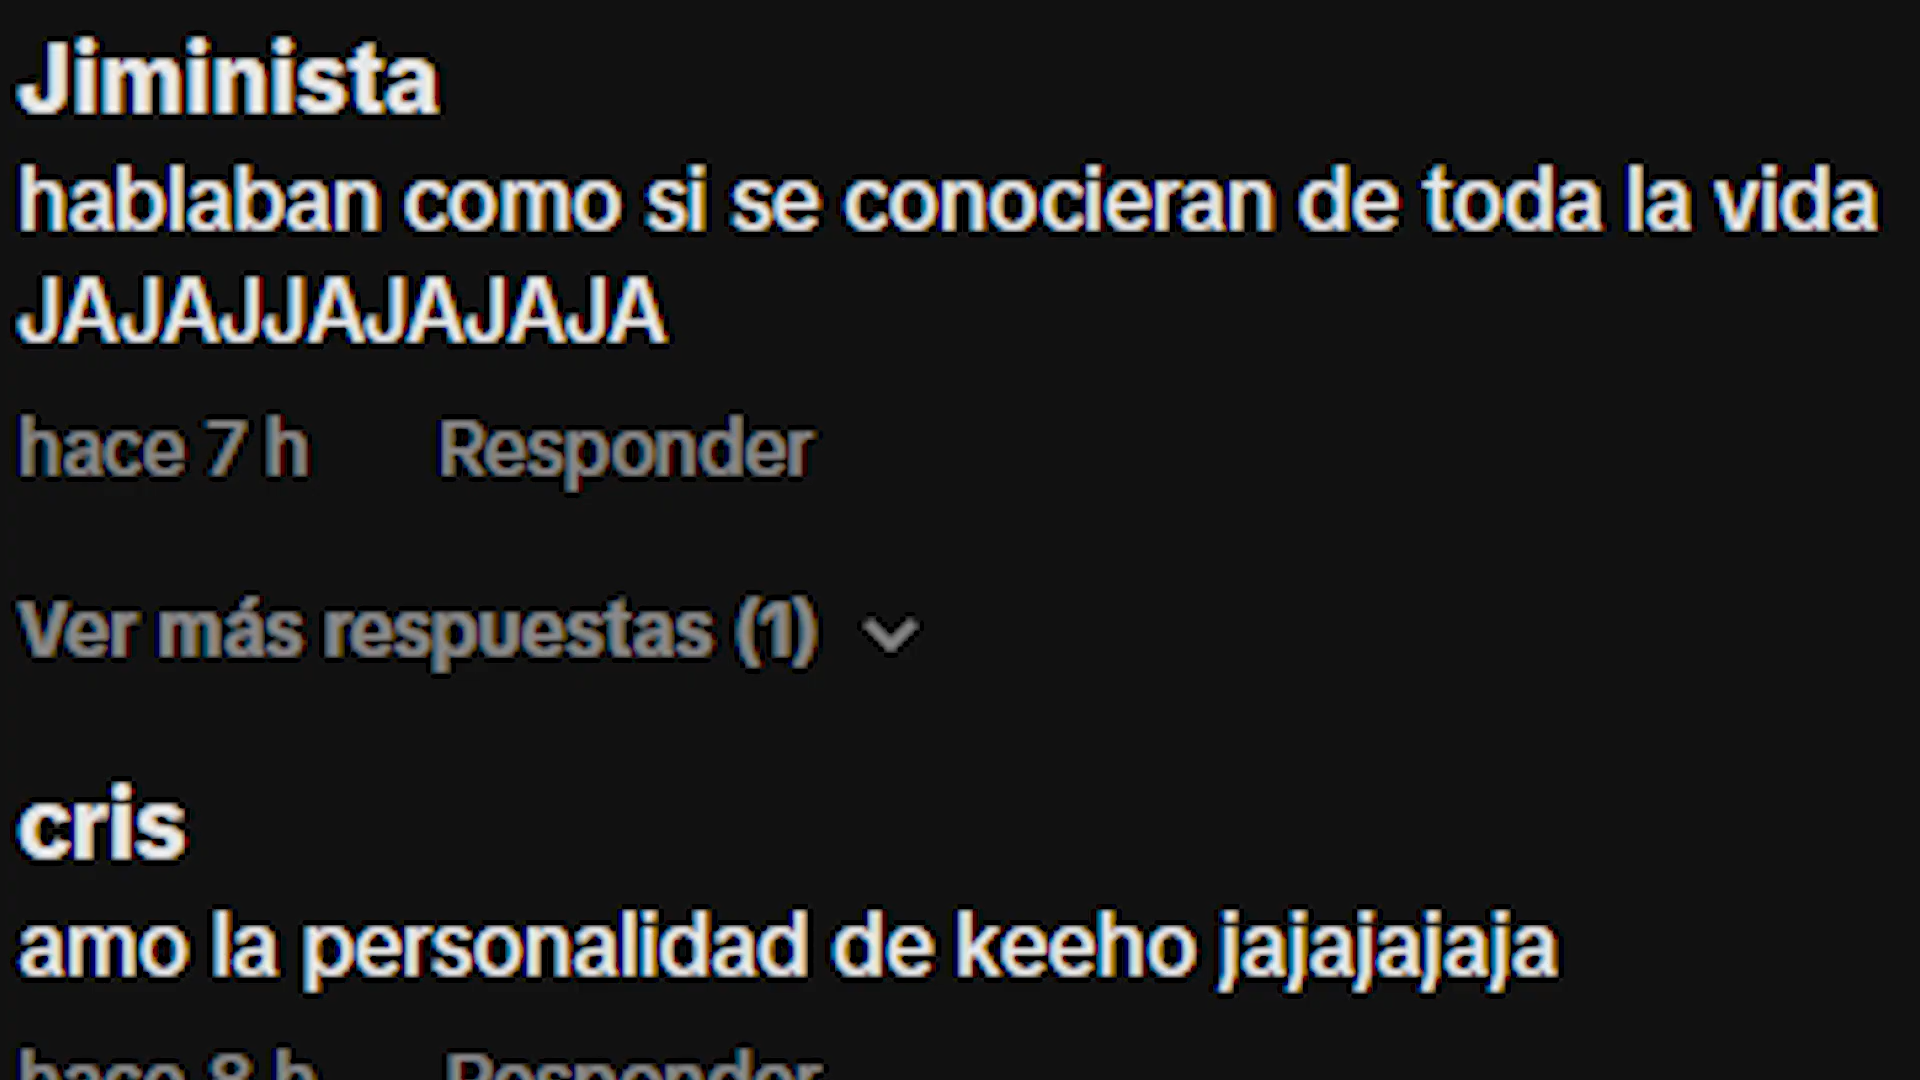 Jiminista
hablaban como si se conocieran de toda la vida
JAJAJJAJAJAJA
hace 7 h Responder
Ver más respuestas (1)
cris
amo la personalidad de keeho jajajajaja
hace 8 h Responder